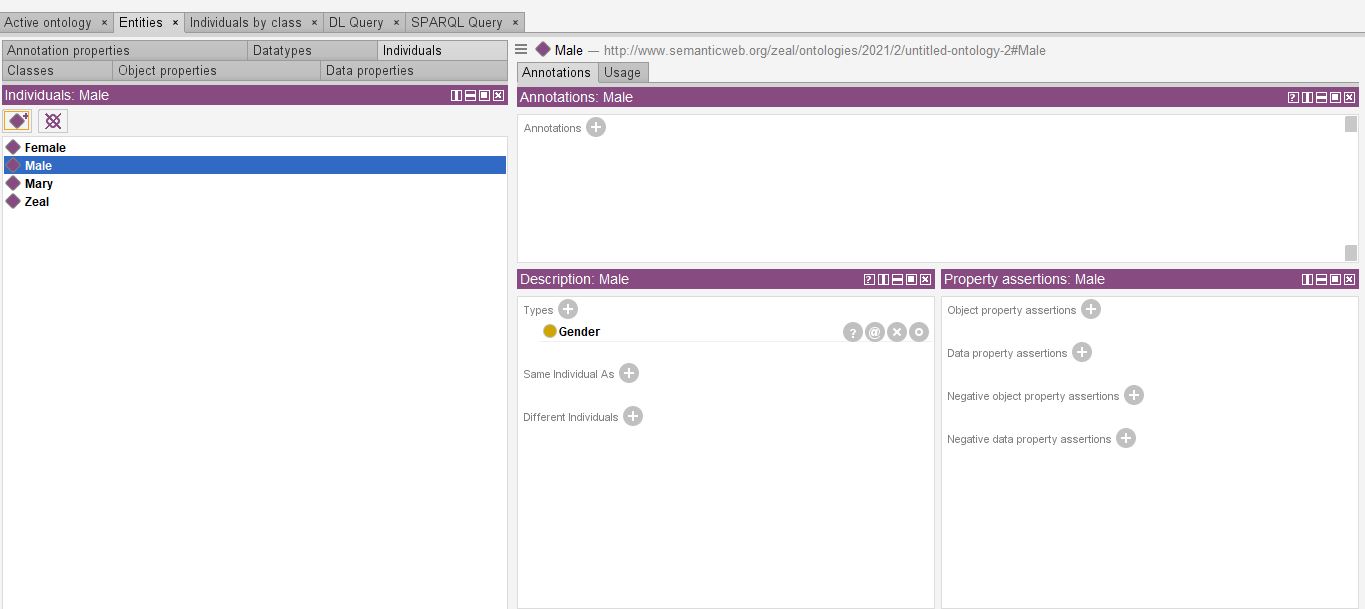 Active ontology × Entities × Individuals by class × DL Query × SPARQL Query ×
Annotation properties Datatypes Individuals
Classes Object properties Data properties
Individuals: Male
Female
Male
Mary
Zeal
Male — http://www.semanticweb.org/zeal/ontologies/2021/2/untitled-ontology-2#Male
Annotations Usage
Annotations: Male
Annotations
Description: Male
Types
Gender
Same Individual As
Different Individuals
Property assertions: Male
Object property assertions
Data property assertions
Negative object property assertions
Negative data property assertions